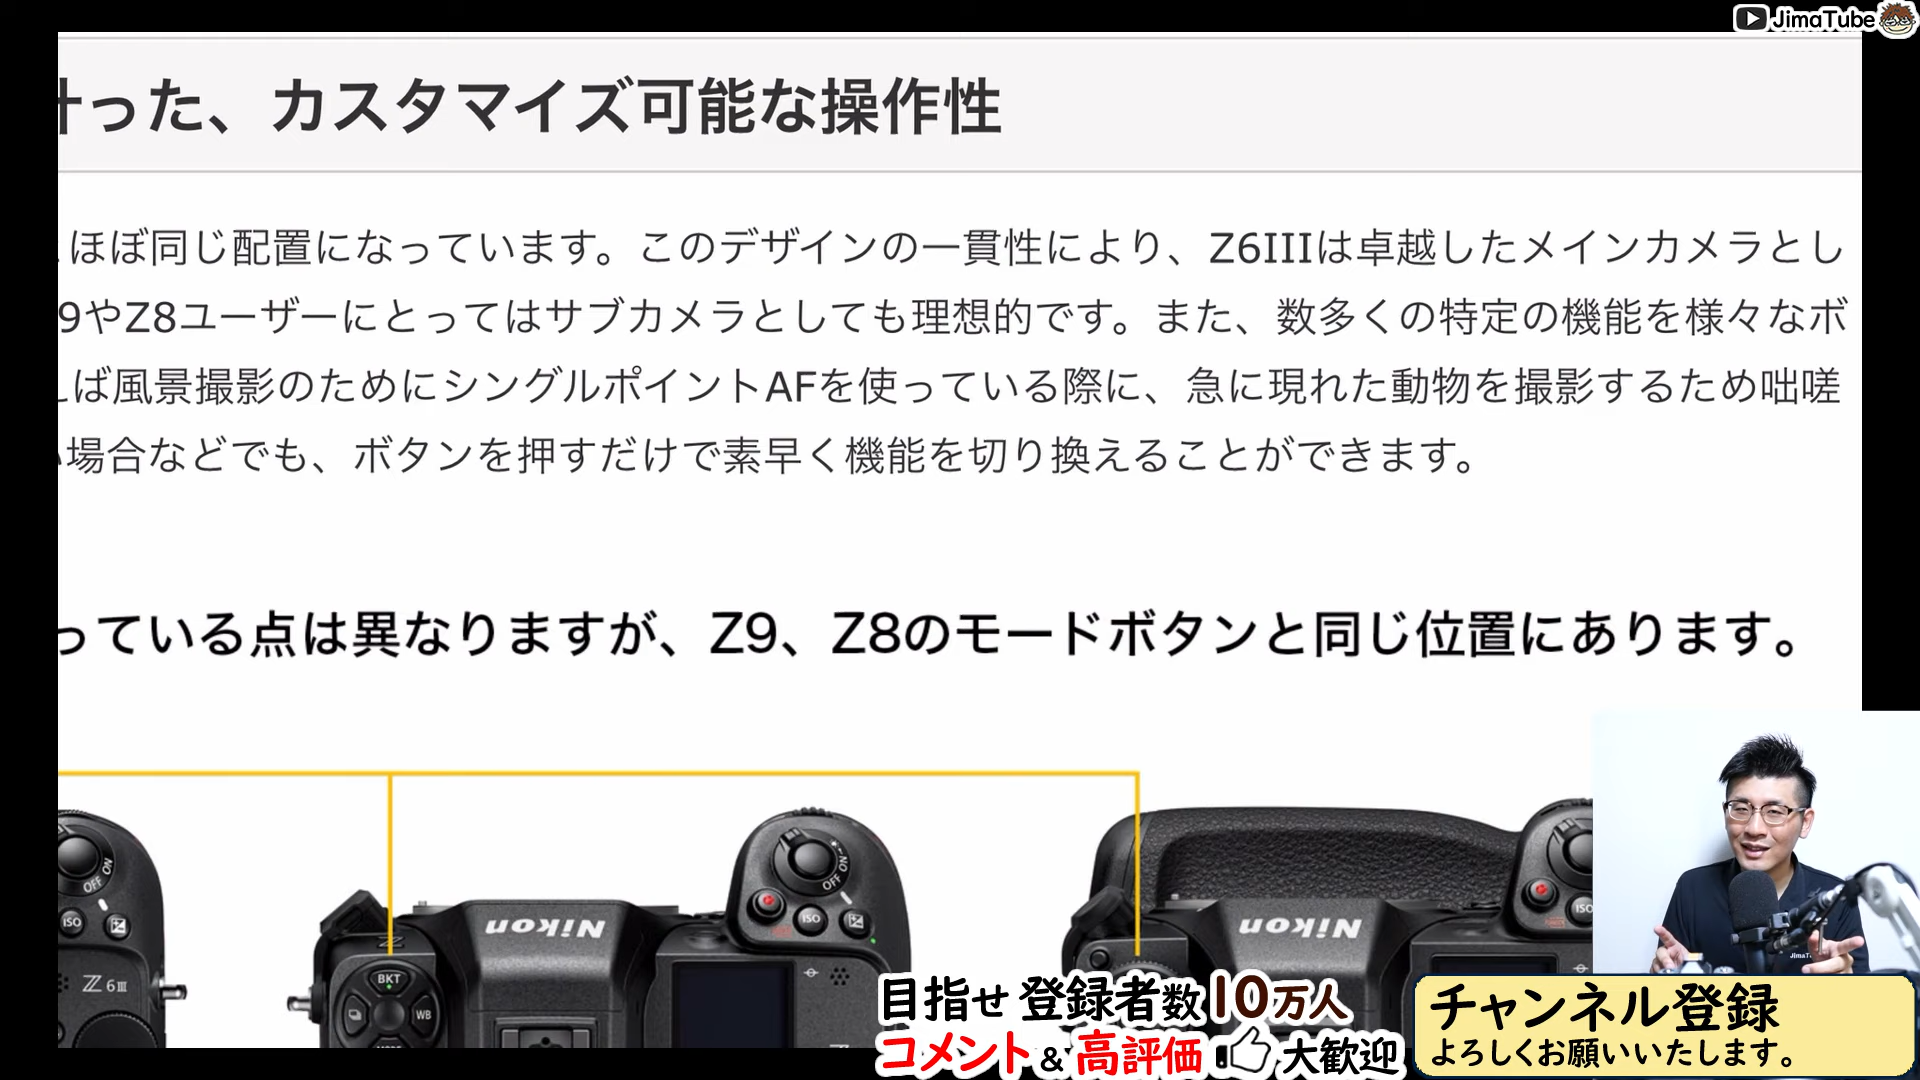 JimaTube
った、カスタマイズ可能な操作性
ほぼ同じ配置になっています。このデザインの一貫性により、Z6IIIは卓越したメインカメラとし
9やZ8ユーザーにとってはサブカメラとしても理想的です。また、数多くの特定の機能を様々なボ
ば風景撮影のためにシングルポイントAFを使っている際に、急に現れた動物を撮影するため咄嗟
場合などでも、ボタンを押すだけで素早く機能を切り換えることができます。
っている点は異なりますが、Z9、Z8のモードボタンと同じ位置にあります。
ON
OFF
ISO
Z6III
Nikon
ON
OFF
ISO
BKT
WB
Nikon
ISO
目指せ 登録者数10万人
コメント&高評価 大歓迎
チャンネル登録
よろしくお願いいたします。